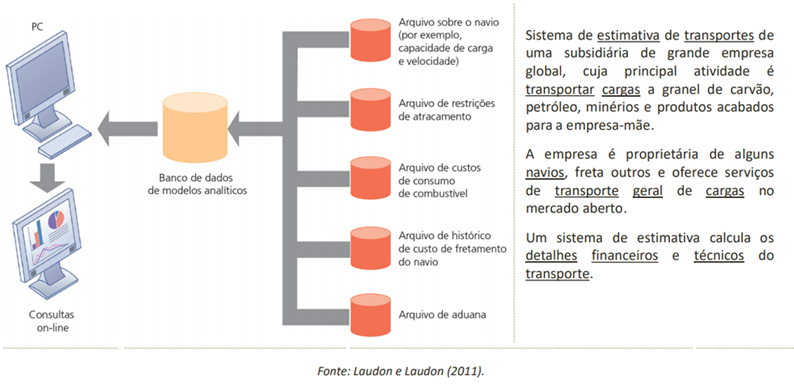 PC
Arquivo sobre o navio
(por exemplo,
capacidade de carga
e velocidade)
Arquivo de restrições
de atracamento
Banco de dados
de modelos analíticos
Arquivo de custos
de consumo
de combustível
Arquivo de histórico
de custo de fretamento
do navio
Consultas
on-line
Arquivo de aduana
Sistema de estimativa de transportes de
uma subsidiária de grande empresa
global, cuja principal atividade é
transportar cargas a granel de carvão,
petróleo, minérios e produtos acabados
para a empresa-mãe.
A empresa é proprietária de alguns
navios, freta outros e oferece serviços
de transporte geral de cargas no
mercado aberto.
Um sistema de estimativa calcula os
detalhes financeiros e técnicos do
transporte.
Fonte: Laudon e Laudon (2011).